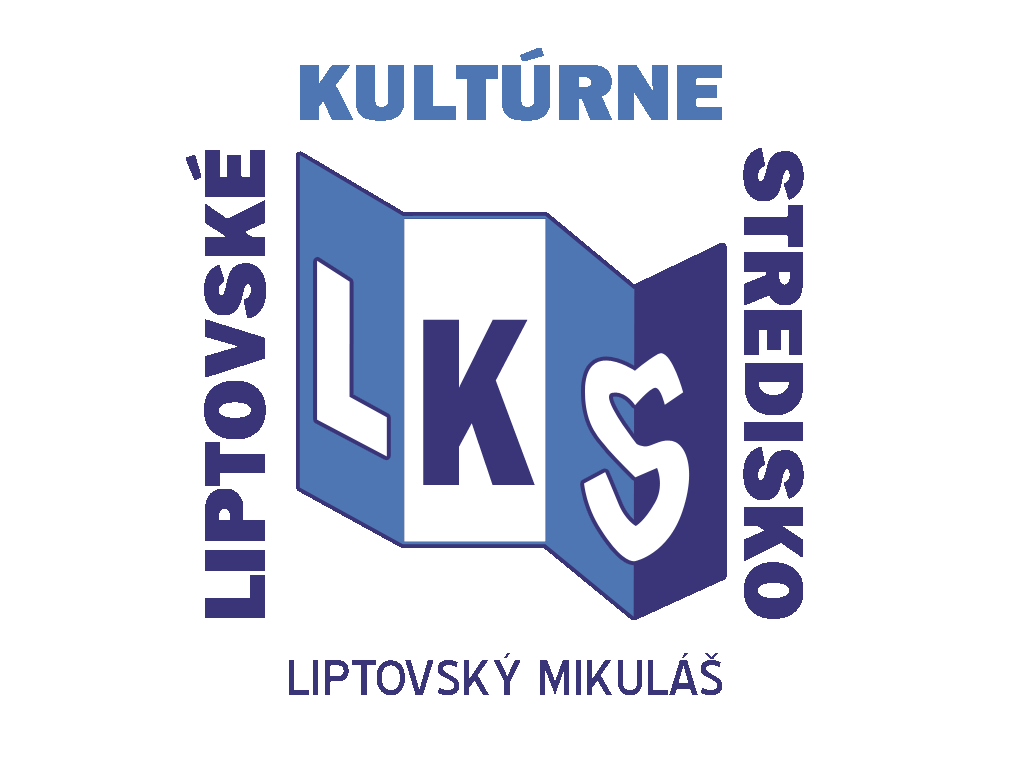 LIPTOVSKÉ
KULTÚRNE
STREDISKO
LKS
LIPTOVSKÝ MIKULÁŠ